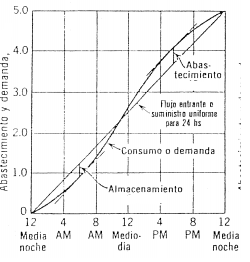 Abastecimiento y demanda,
5.0
4.0
3.0
2.0
1.0
0
Abas-
tecimiento
Flujo entrante o
suministro uniforme
para 24 hs
Consumo o demanda
Almacenamiento
12 4 8 12 4 8 12
Media AM AM Medio- PM PM Media
noche dia noche